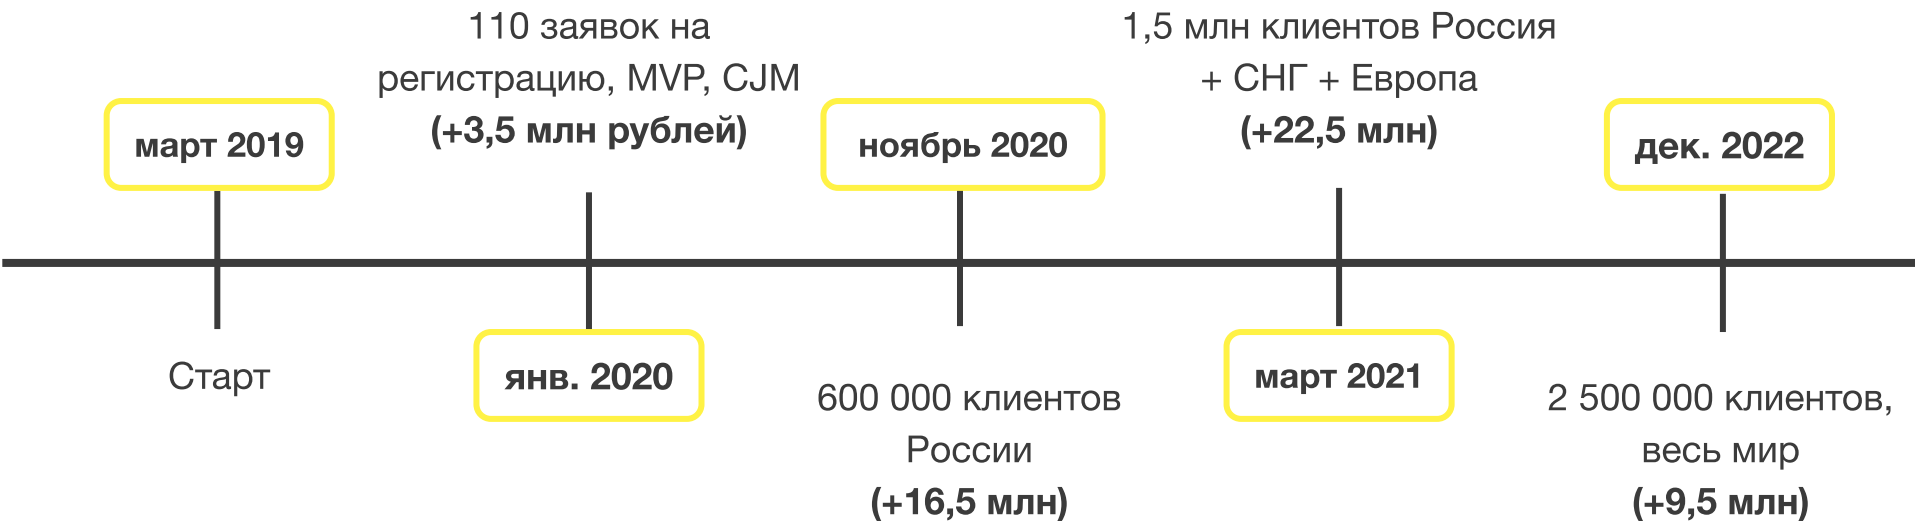 март 2019
Старт
110 заявок на
регистрацию, MVP, CJM
(+3,5 млн рублей)
янв. 2020
ноябрь 2020
600 000 клиентов
России
(+16,5 млн)
1,5 млн клиентов Россия
+ СНГ + Европа
(+22,5 млн)
март 2021
дек. 2022
2 500 000 клиентов,
весь мир
(+9,5 млн)